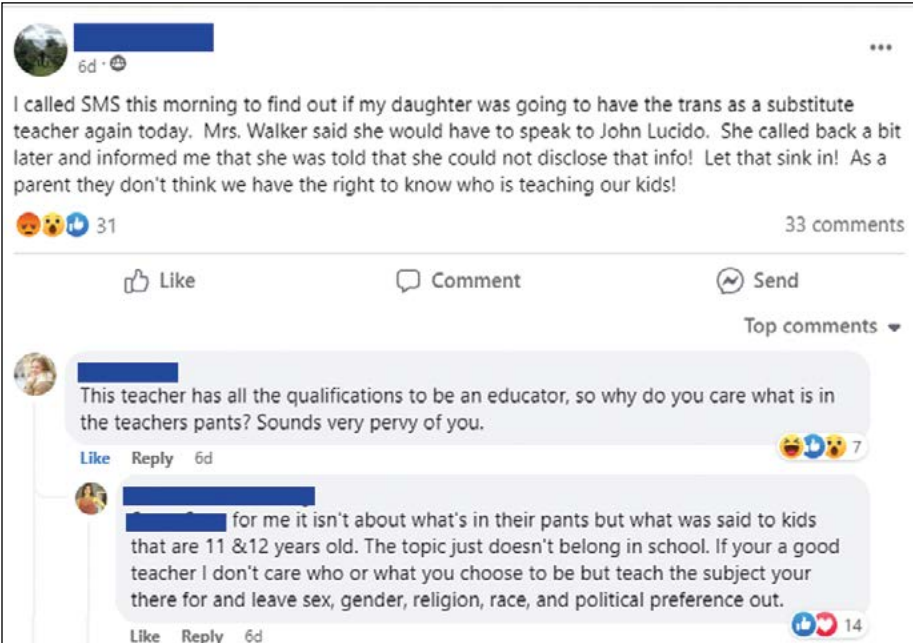 6d ·
I called SMS this morning to find out if my daughter was going to have the trans as a substitute
teacher again today. Mrs. Walker said she would have to speak to John Lucido. She called back a bit
later and informed me that she was told that she could not disclose that info! Let that sink in! As a
parent they don't think we have the right to know who is teaching our kids!
31 33 comments
Like Comment Send
Top comments
This teacher has all the qualifications to be an educator, so why do you care what is in
the teachers pants? Sounds very pervy of you.
7
Like Reply 6d
for me it isn't about what's in their pants but what was said to kids
that are 11 &12 years old. The topic just doesn't belong in school. If your a good
teacher I don't care who or what you choose to be but teach the subject your
there for and leave sex, gender, religion, race, and political preference out.
14
Like Reply 6d